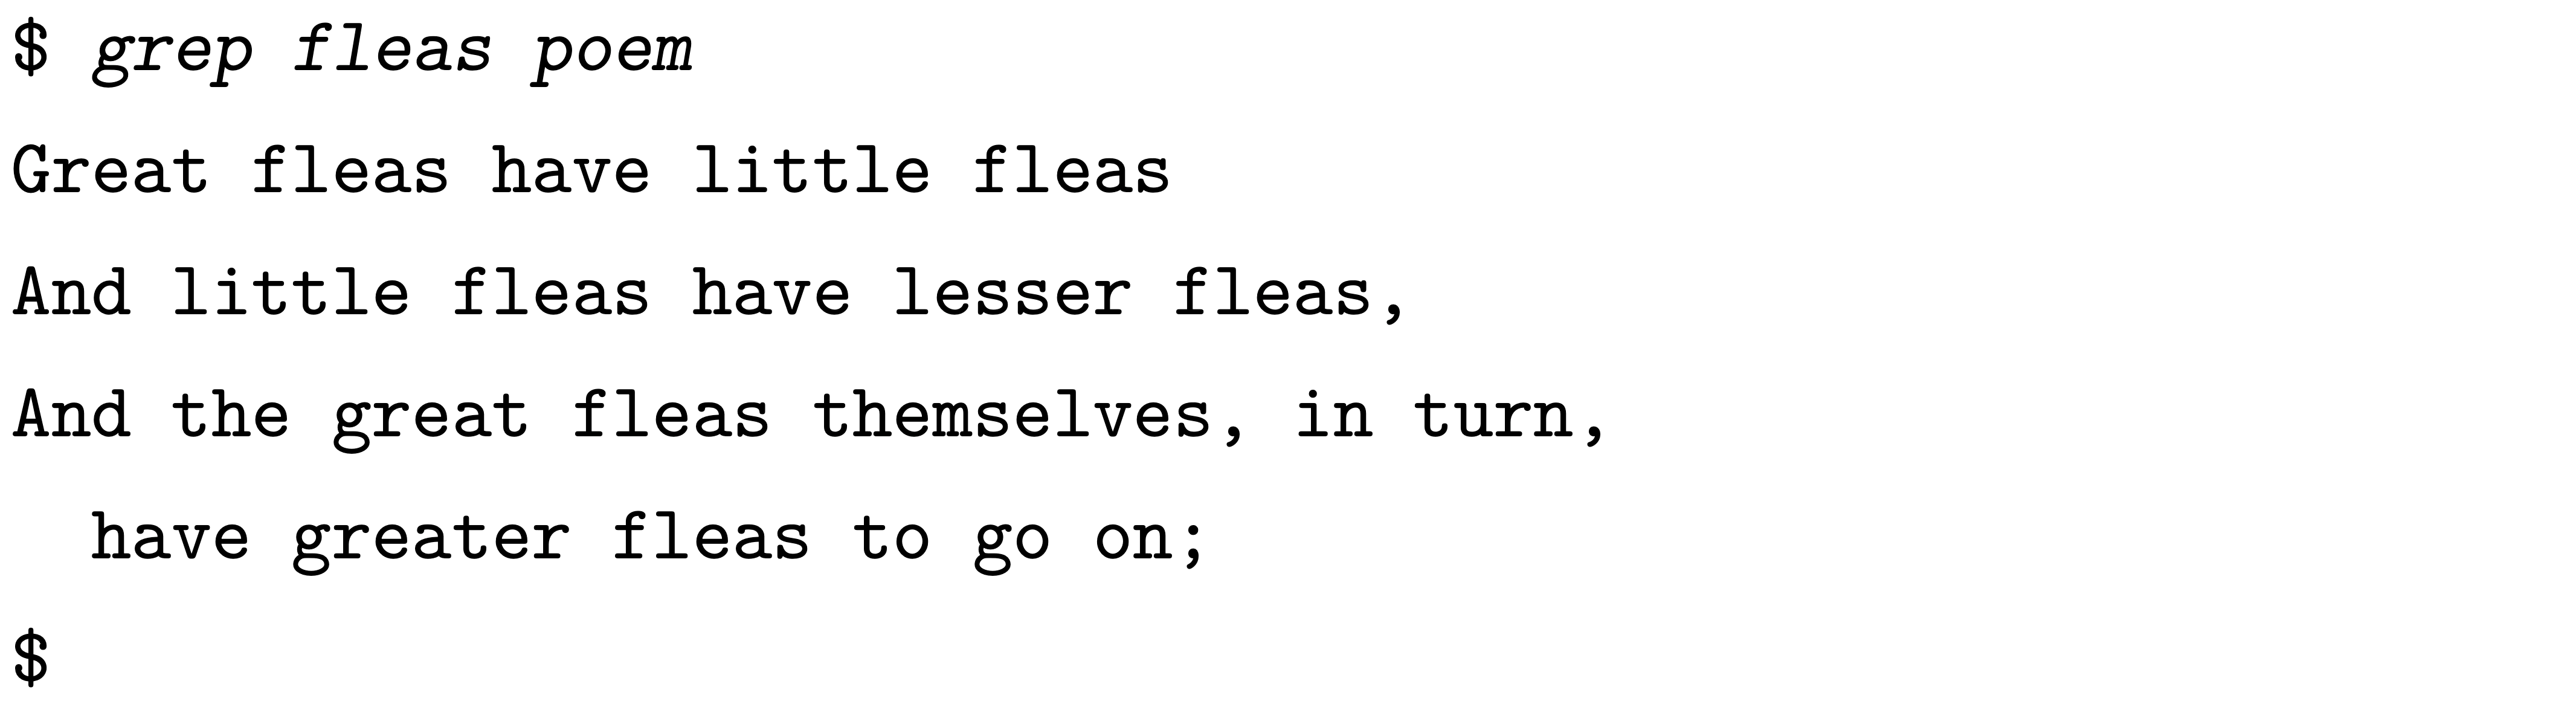 $ grep fleas poem
Great fleas have little fleas
And little fleas have lesser fleas,
And the great fleas themselves, in turn,
  have greater fleas to go on;
$